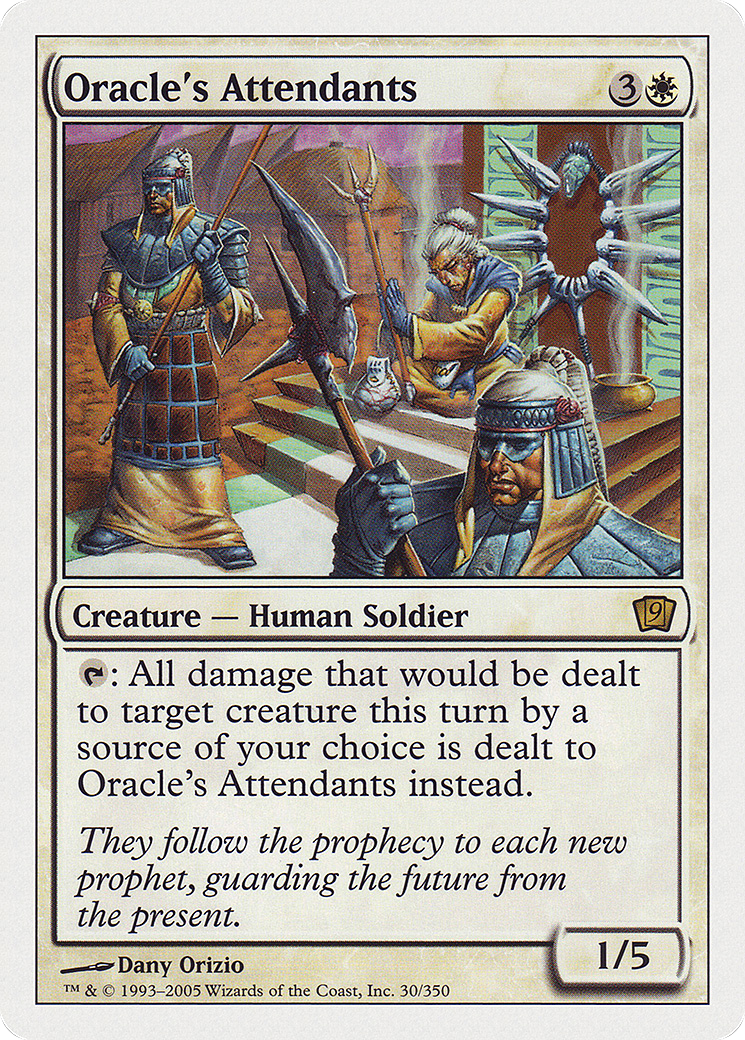 Oracle's Attendants 3
Creature — Human Soldier 9
: All damage that would be dealt
to target creature this turn by a
source of your choice is dealt to
Oracle's Attendants instead.
They follow the prophecy to each new
prophet, guarding the future from
the present.
1/5
Dany Orizio
™ & © 1993–2005 Wizards of the Coast, Inc. 30/350